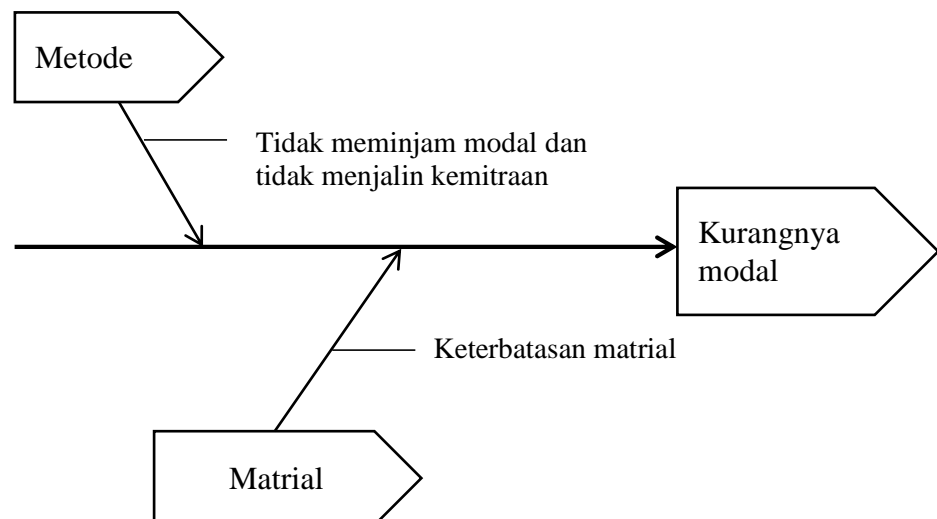 Metode
Tidak meminjam modal dan
tidak menjalin kemitraan
Kurangnya
modal
Keterbatasan matrial
Matrial